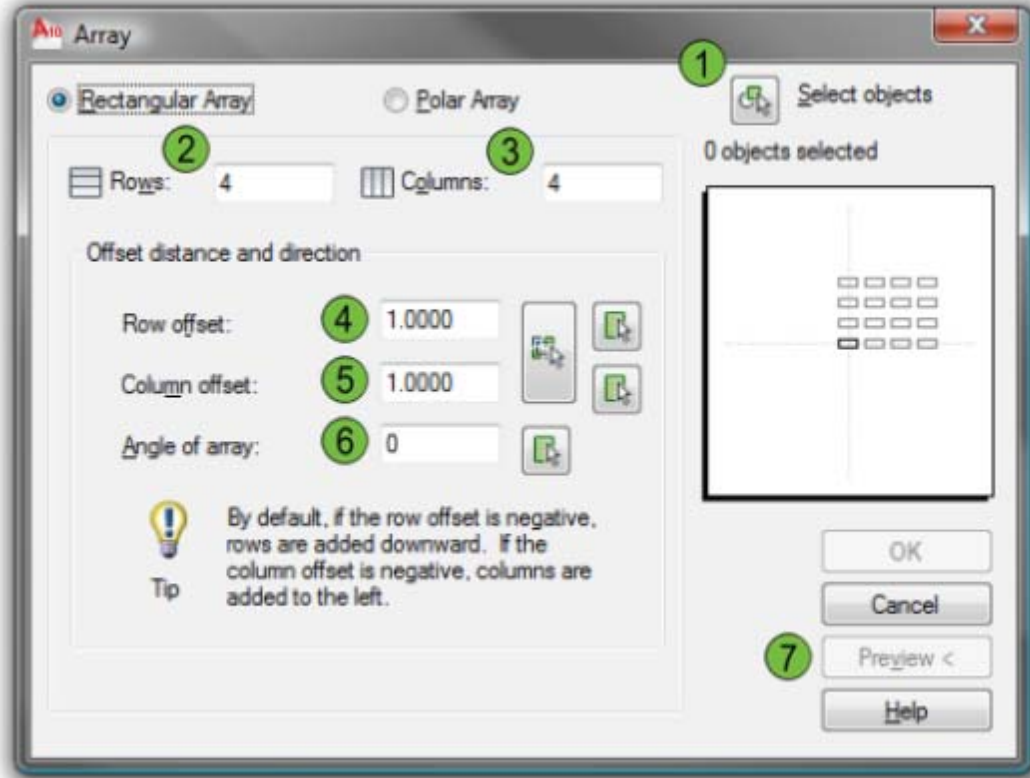 A10 Array
1
Rectangular Array
Polar Array
Select objects
2
3
0 objects selected
Rows: 4
Columns: 4
Offset distance and direction
Row offset: 4 1.0000
Column offset: 5 1.0000
Angle of array: 6 0
Tip
By default, if the row offset is negative,
rows are added downward. If the
column offset is negative, columns are
added to the left.
OK
Cancel
7 Preview <
Help